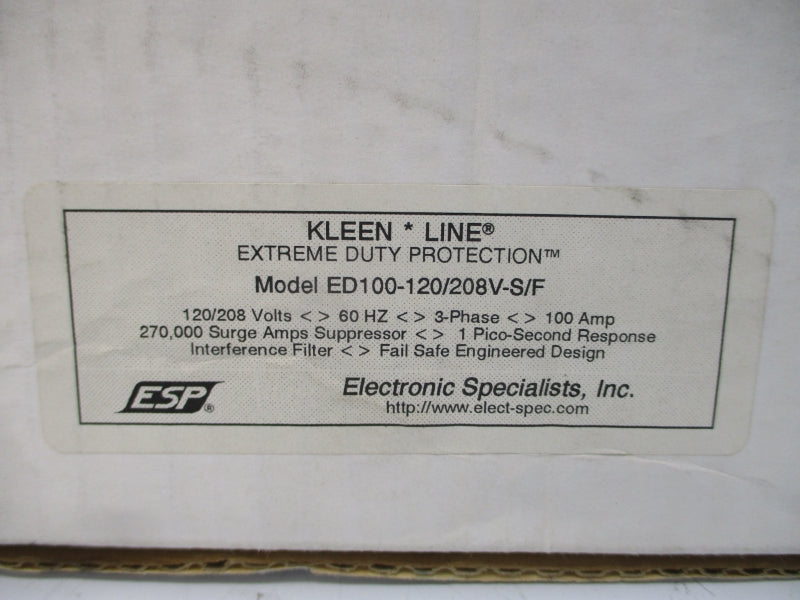 KLEEN * LINE®
EXTREME DUTY PROTECTION™
Model ED100-120/208V-S/F
120/208 Volts < > 60 HZ < > 3-Phase < > 100 Amp
270,000 Surge Amps Suppressor < > 1 Pico-Second Response
Interference Filter < > Fail Safe Engineered Design
ESP®
Electronic Specialists, Inc.
http://www.elect-spec.com